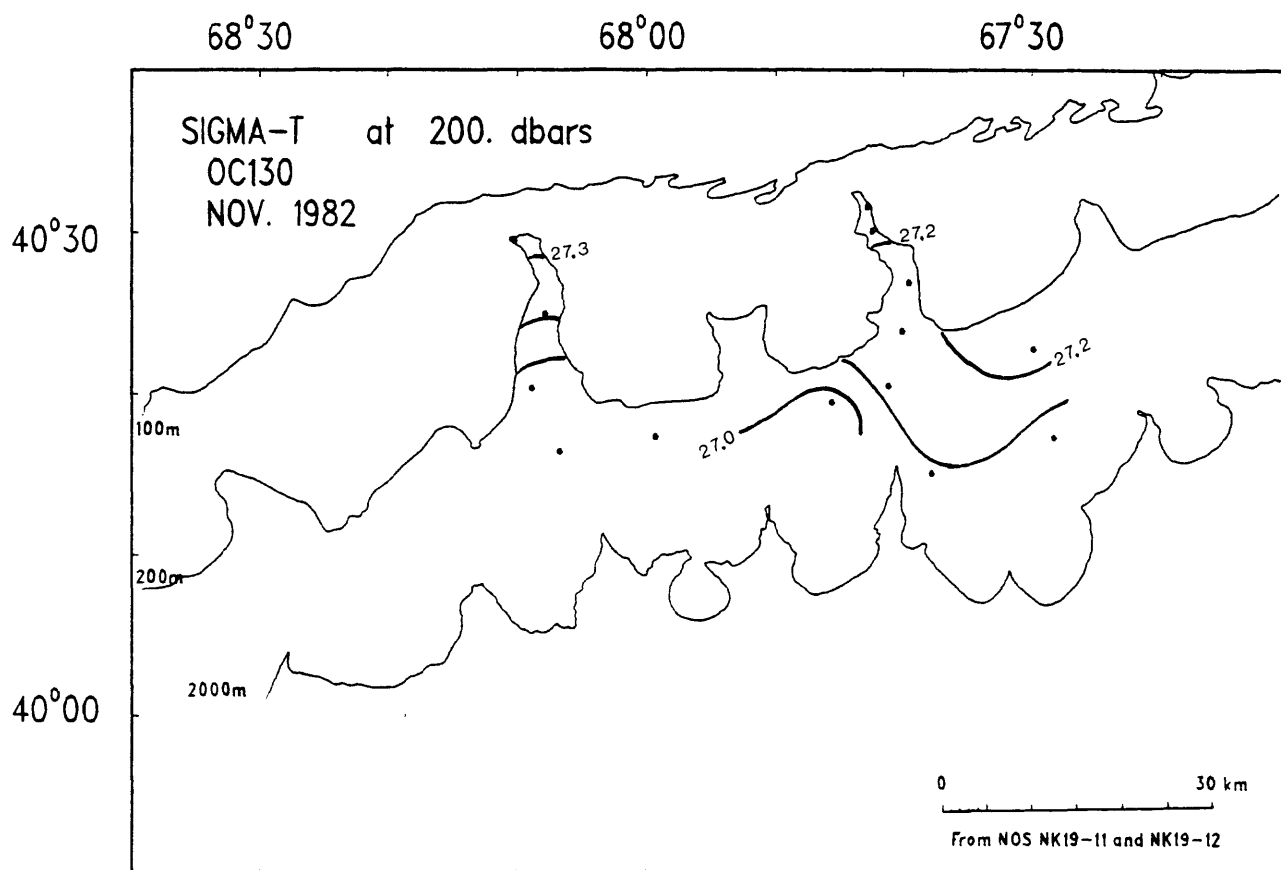 68°30 68°00 67°30
SIGMA-T at 200. dbars
OC130
NOV. 1982
40°30
27.3
27.2
27.2
27.0
100m
200m
2000m
40°00
0 30 km
From NOS NK19-11 and NK19-12